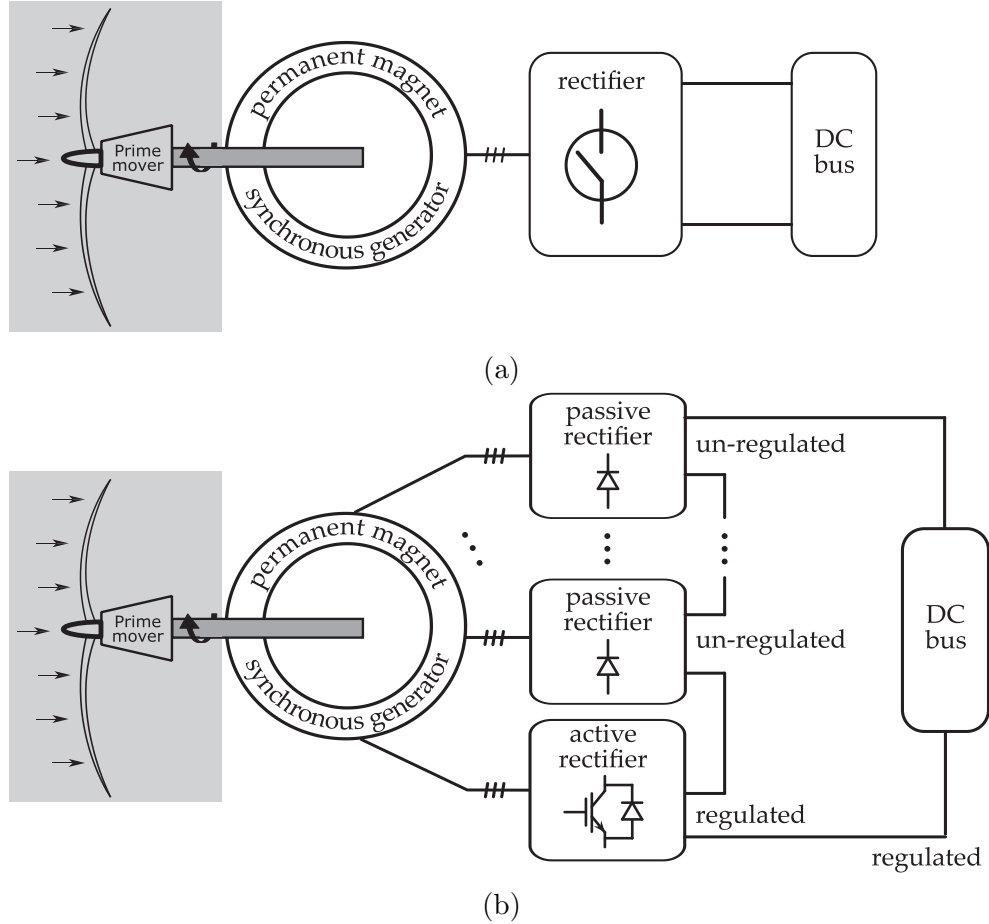 permanent magnet
synchronous generator
Prime
mover
rectifier
DC
bus
(a)
passive
rectifier
un-regulated
permanent magnet
synchronous generator
Prime
mover
passive
rectifier
un-regulated
DC
bus
active
rectifier
regulated
regulated
(b)